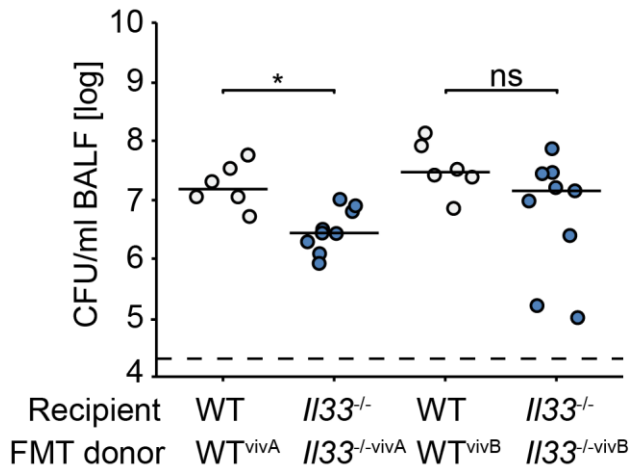 CFU/ml BALF [log]
10
9
8
7
6
5
4
* ns
Recipient WT Il33-/- WT Il33-/-
FMT donor WTvivA Il33-/-vivA WTvivB Il33-/-vivB